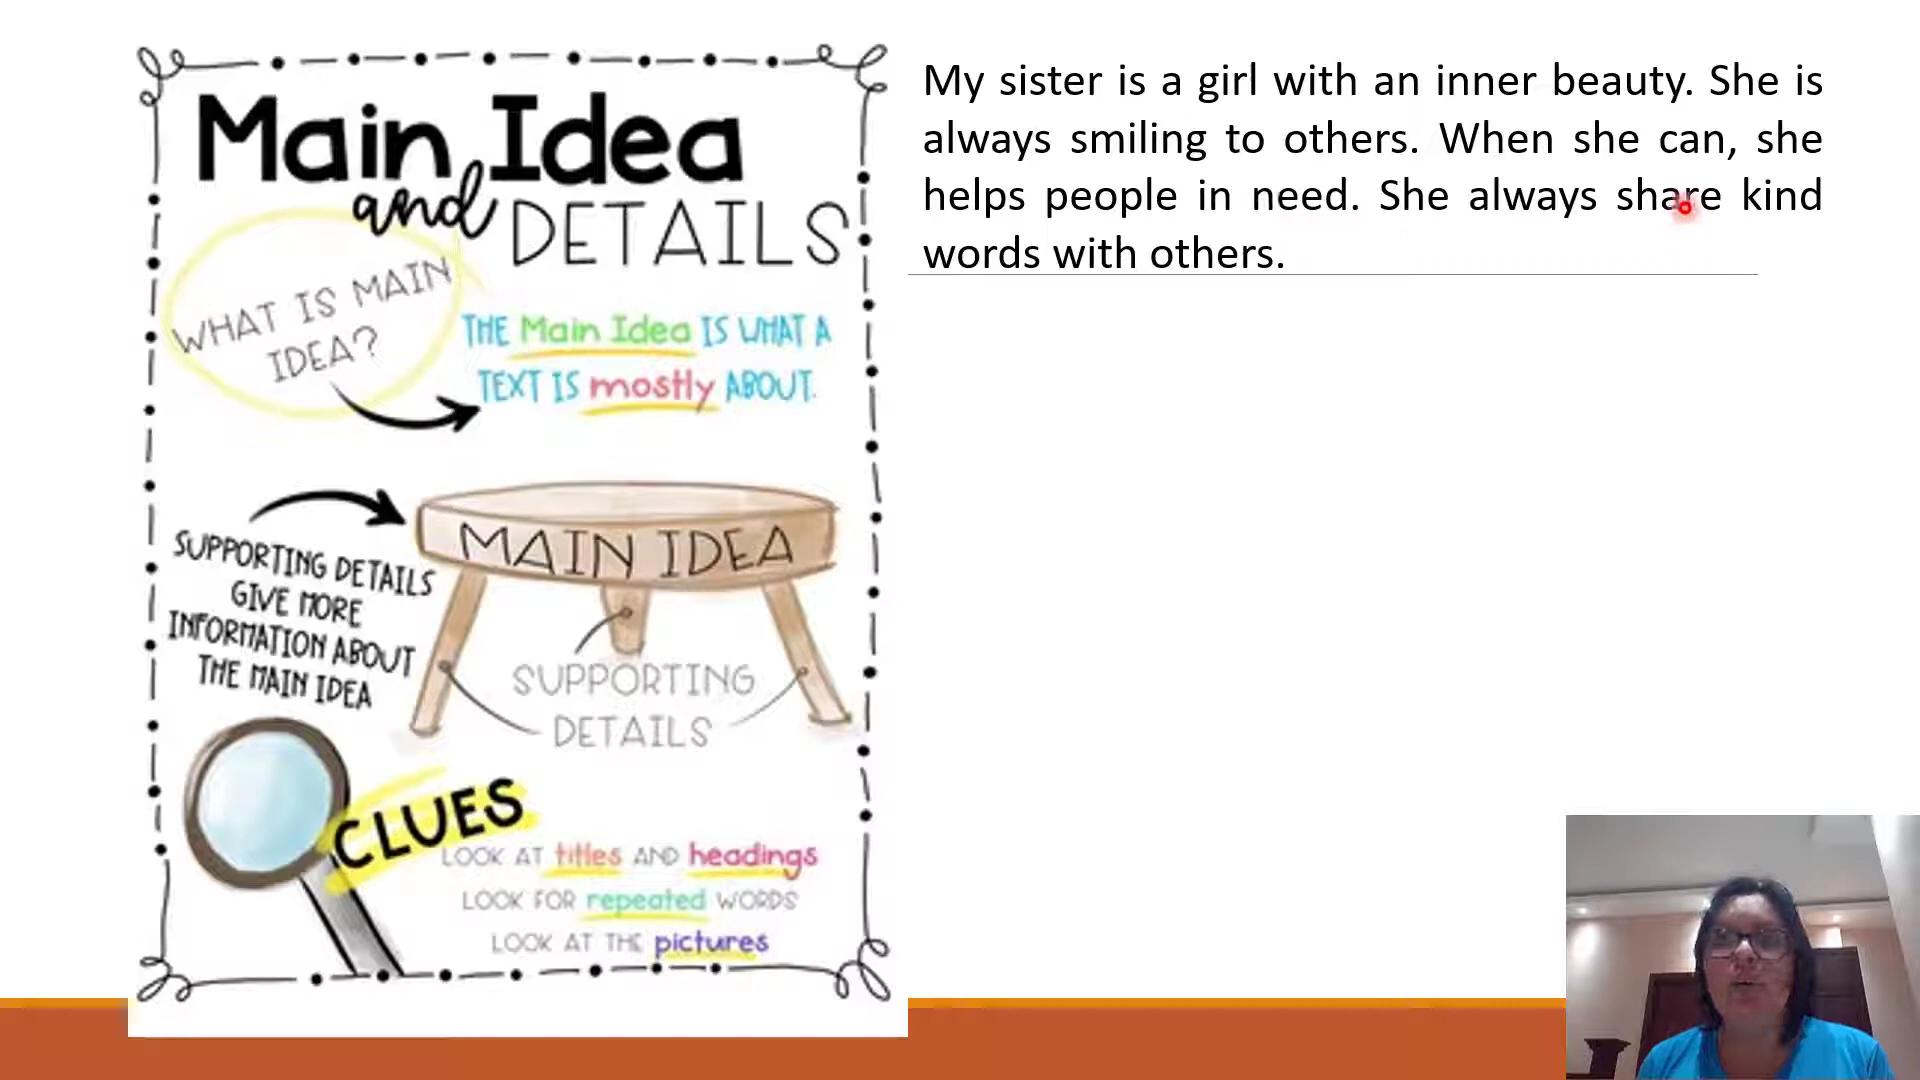 Main Idea
and DETAILS
WHAT IS MAIN
IDEA?
THE Main Idea IS WHAT A
TEXT IS mostly ABOUT.
MAIN IDEA
SUPPORTING DETAILS
GIVE MORE
INFORMATION ABOUT
THE MAIN IDEA
SUPPORTING
DETAILS
CLUES
LOOK AT titles AND headings
LOOK FOR repeated WORDS
LOOK AT THE pictures
My sister is a girl with an inner beauty. She is
always smiling to others. When she can, she
helps people in need. She always share kind
words with others.